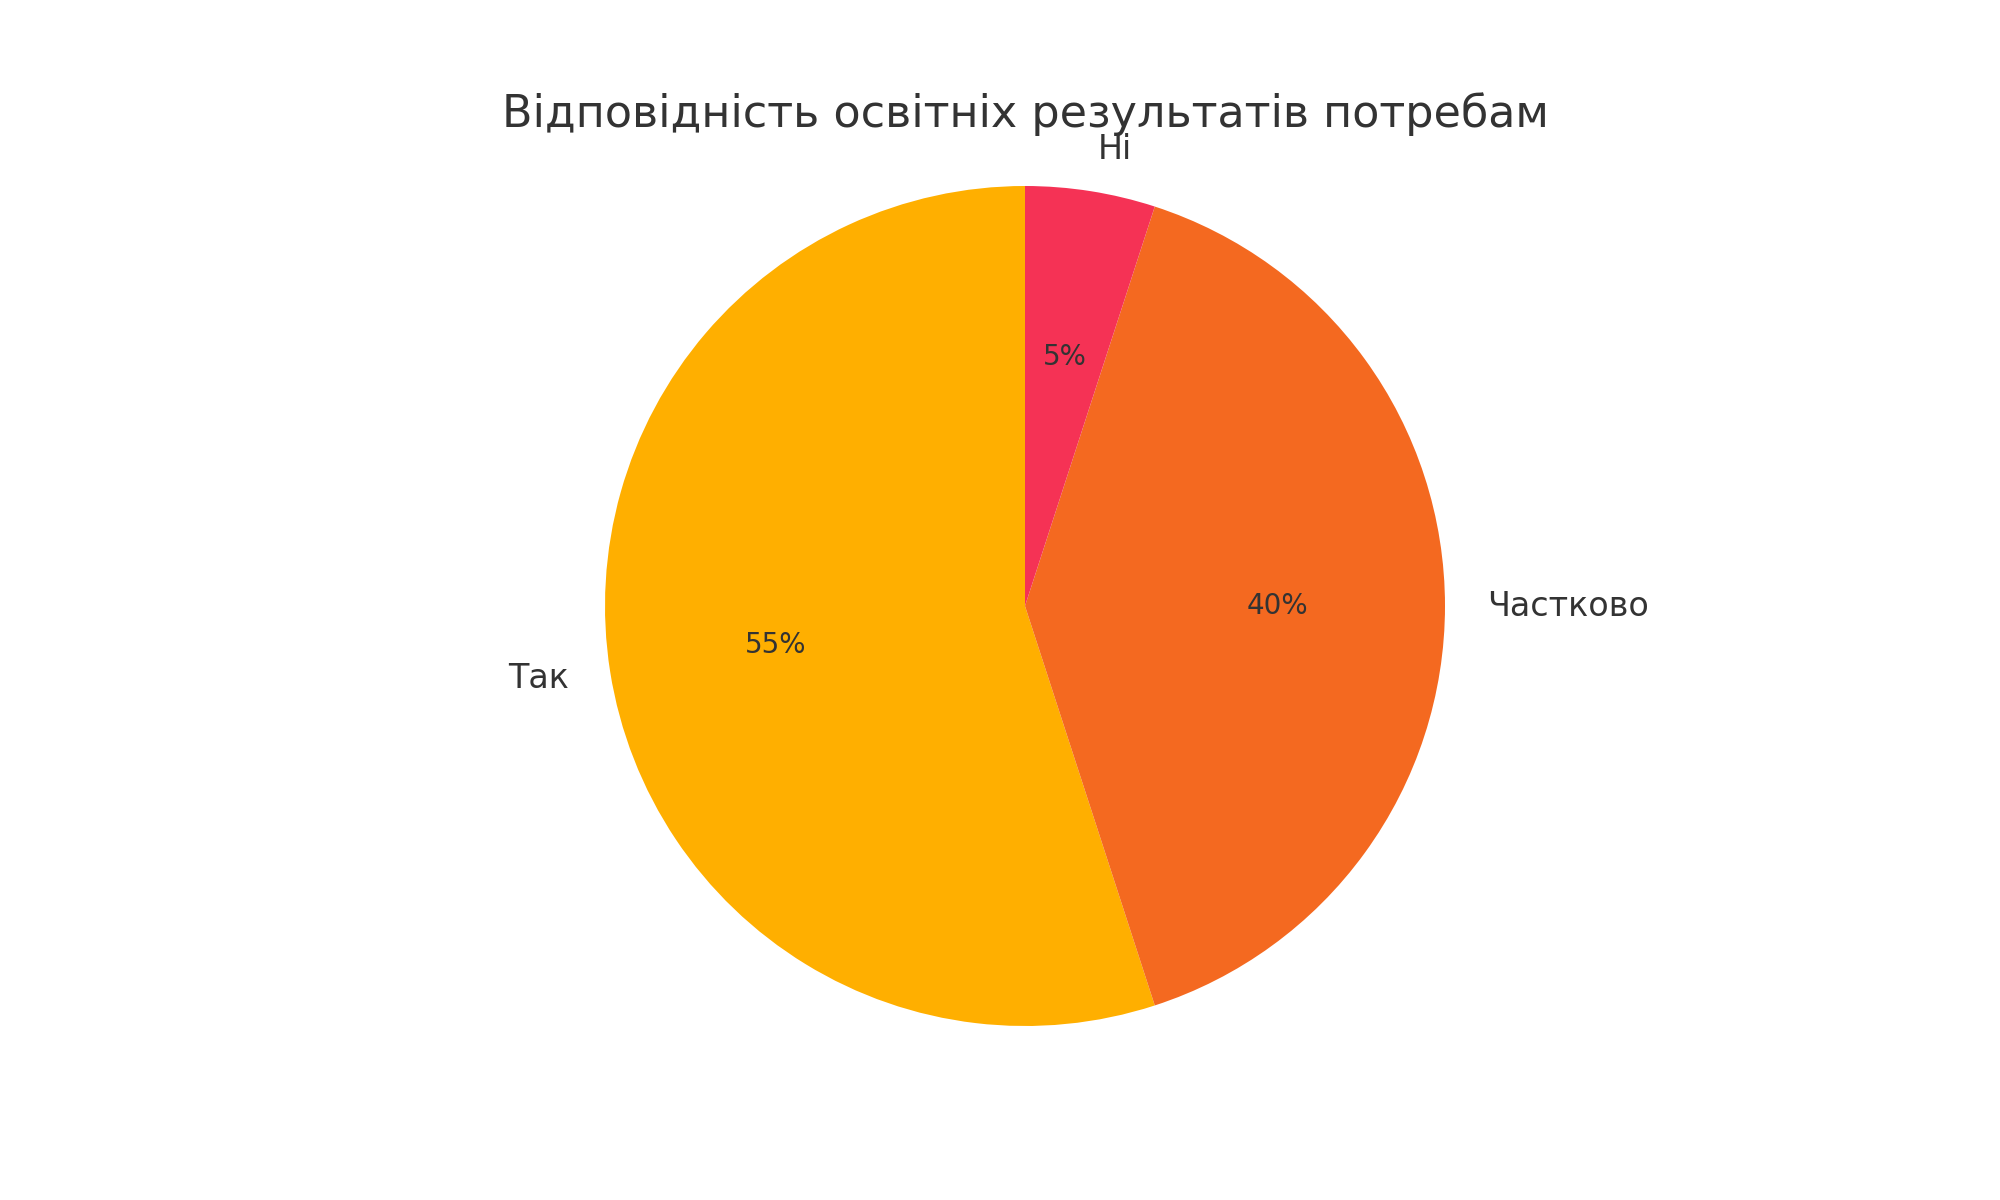 Відповідність освітніх результатів потребам
Ні
5%
40%
Частково
55%
Так